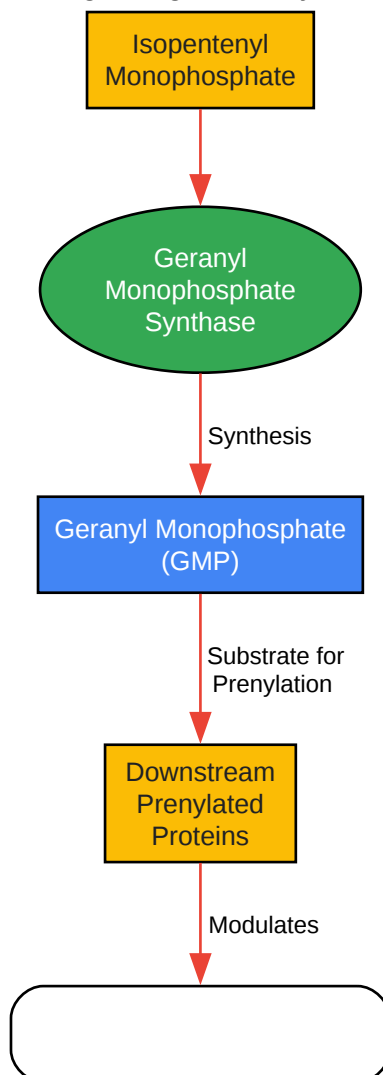 Isopentenyl
Monophosphate
Geranyl
Monophosphate
Synthase
Synthesis
Geranyl Monophosphate
(GMP)
Substrate for
Prenylation
Downstream
Prenylated
Proteins
Modulates